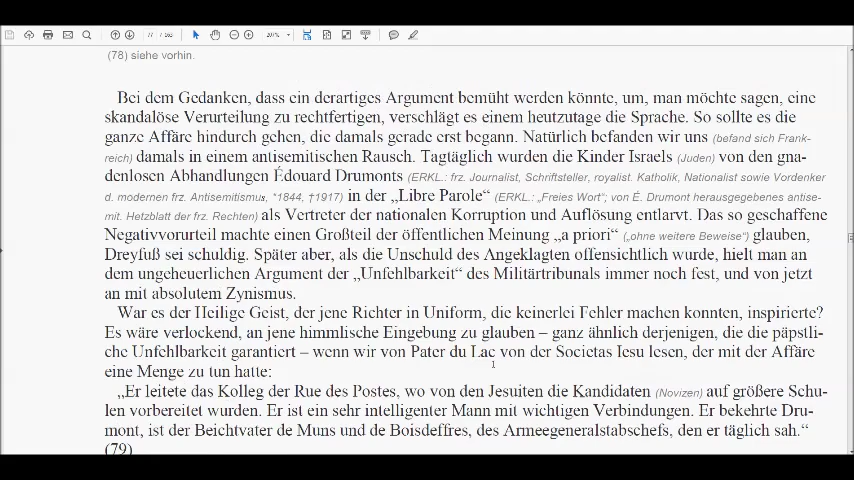 77 / 165
201%
(78) siehe vorhin.
Bei dem Gedanken, dass ein derartiges Argument bemüht werden könnte, um, man möchte sagen, eine
skandalöse Verurteilung zu rechtfertigen, verschlägt es einem heutzutage die Sprache. So sollte es die
ganze Affäre hindurch gehen, die damals gerade erst begann. Natürlich befanden wir uns (befand sich Frank-
reich) damals in einem antisemitischen Rausch. Tagtäglich wurden die Kinder Israels (Juden) von den gna-
denlosen Abhandlungen Édouard Drumonts (ERKL.: frz. Journalist, Schriftsteller, royalist. Katholik, Nationalist sowie Vordenker
d. modernen frz. Antisemitismus, *1844, †1917) in der „Libre Parole“ (ERKL.: „Freies Wort“; von É. Drumont herausgegebenes antise-
mit. Hetzblatt der frz. Rechten) als Vertreter der nationalen Korruption und Auflösung entlarvt. Das so geschaffene
Negativvorurteil machte einen Großteil der öffentlichen Meinung „a priori“ („ohne weitere Beweise“) glauben,
Dreyfuß sei schuldig. Später aber, als die Unschuld des Angeklagten offensichtlich wurde, hielt man an
dem ungeheuerlichen Argument der „Unfehlbarkeit“ des Militärtribunals immer noch fest, und von jetzt
an mit absolutem Zynismus.
War es der Heilige Geist, der jene Richter in Uniform, die keinerlei Fehler machen konnten, inspirierte?
Es wäre verlockend, an jene himmlische Eingebung zu glauben – ganz ähnlich derjenigen, die die päpstli-
che Unfehlbarkeit garantiert – wenn wir von Pater du Lac von der Societas Iesu lesen, der mit der Affäre
eine Menge zu tun hatte:
„Er leitete das Kolleg der Rue des Postes, wo von den Jesuiten die Kandidaten (Novizen) auf größere Schu-
len vorbereitet wurden. Er ist ein sehr intelligenter Mann mit wichtigen Verbindungen. Er bekehrte Dru-
mont, ist der Beichtvater de Muns und de Boisdeffres, des Armeegeneralstabschefs, den er täglich sah.“
(79)